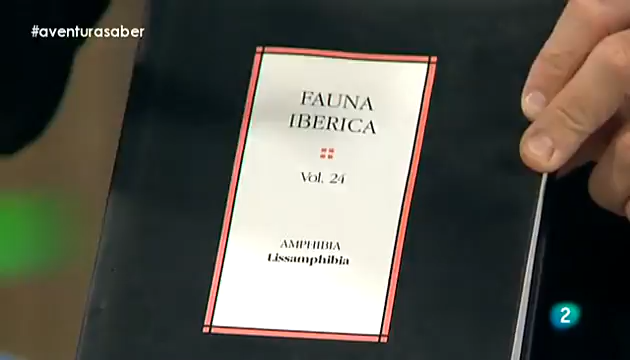 #aventurasaber
FAUNA
IBERICA
Vol. 24
AMPHIBIA
Lissamphibia
2